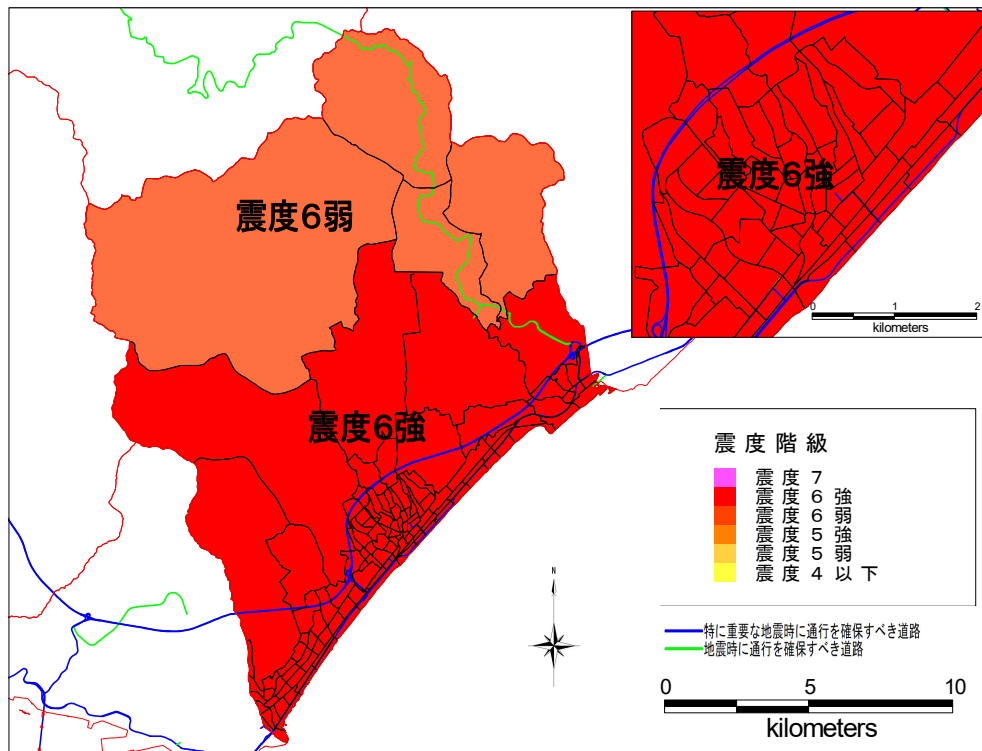 震度6強
0 1 2
kilometers
震度6弱
震度6強
震度階級
震度7
震度6強
震度6弱
震度5強
震度5弱
震度4以下
N
特に重要な地震時に通行を確保すべき道路
地震時に通行を確保すべき道路
0 5 10
kilometers